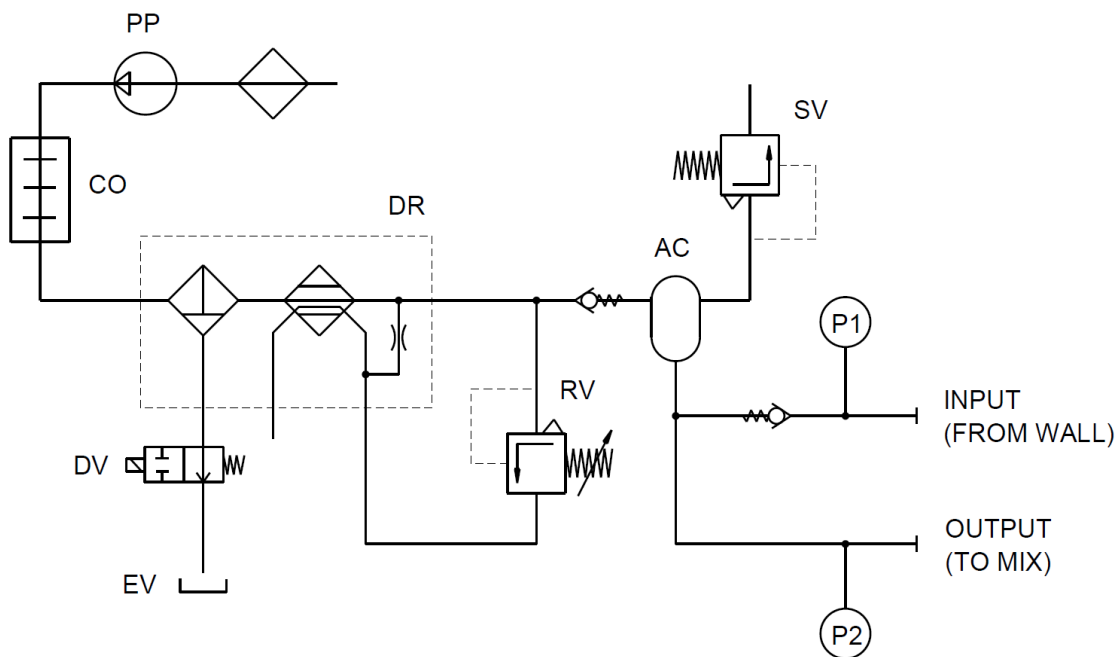 PP
SV
CO
DR
AC
P1
RV
INPUT
(FROM WALL)
DV
OUTPUT
(TO MIX)
EV
P2